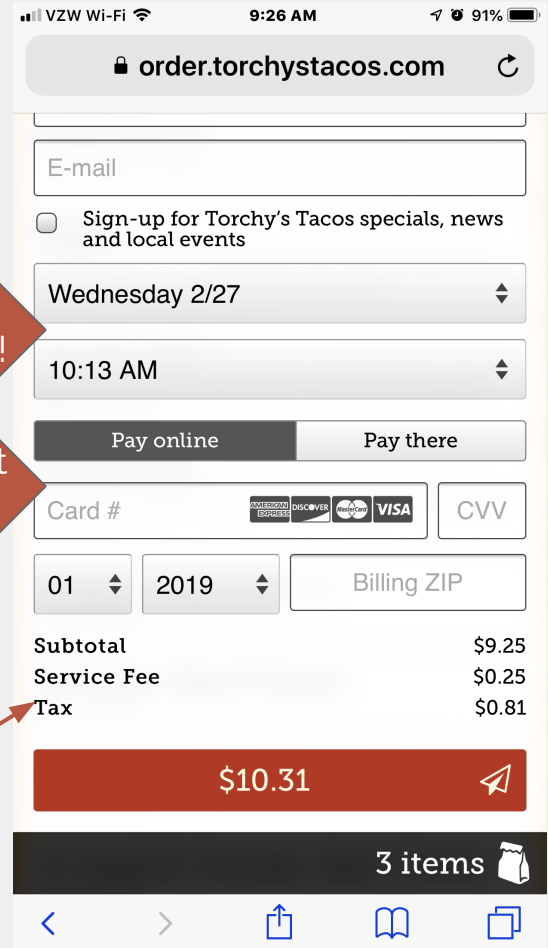 VZW Wi-Fi 9:26 AM 91%
order.torchystacos.com
E-mail
Sign-up for Torchy's Tacos specials, news
and local events
Wednesday 2/27
!
10:13 AM
Pay online Pay there
t
Card # AMERICAN EXPRESS DISCOVER MasterCard VISA CVV
01 2019 Billing ZIP
Subtotal $9.25
Service Fee $0.25
Tax $0.81
$10.31
3 items